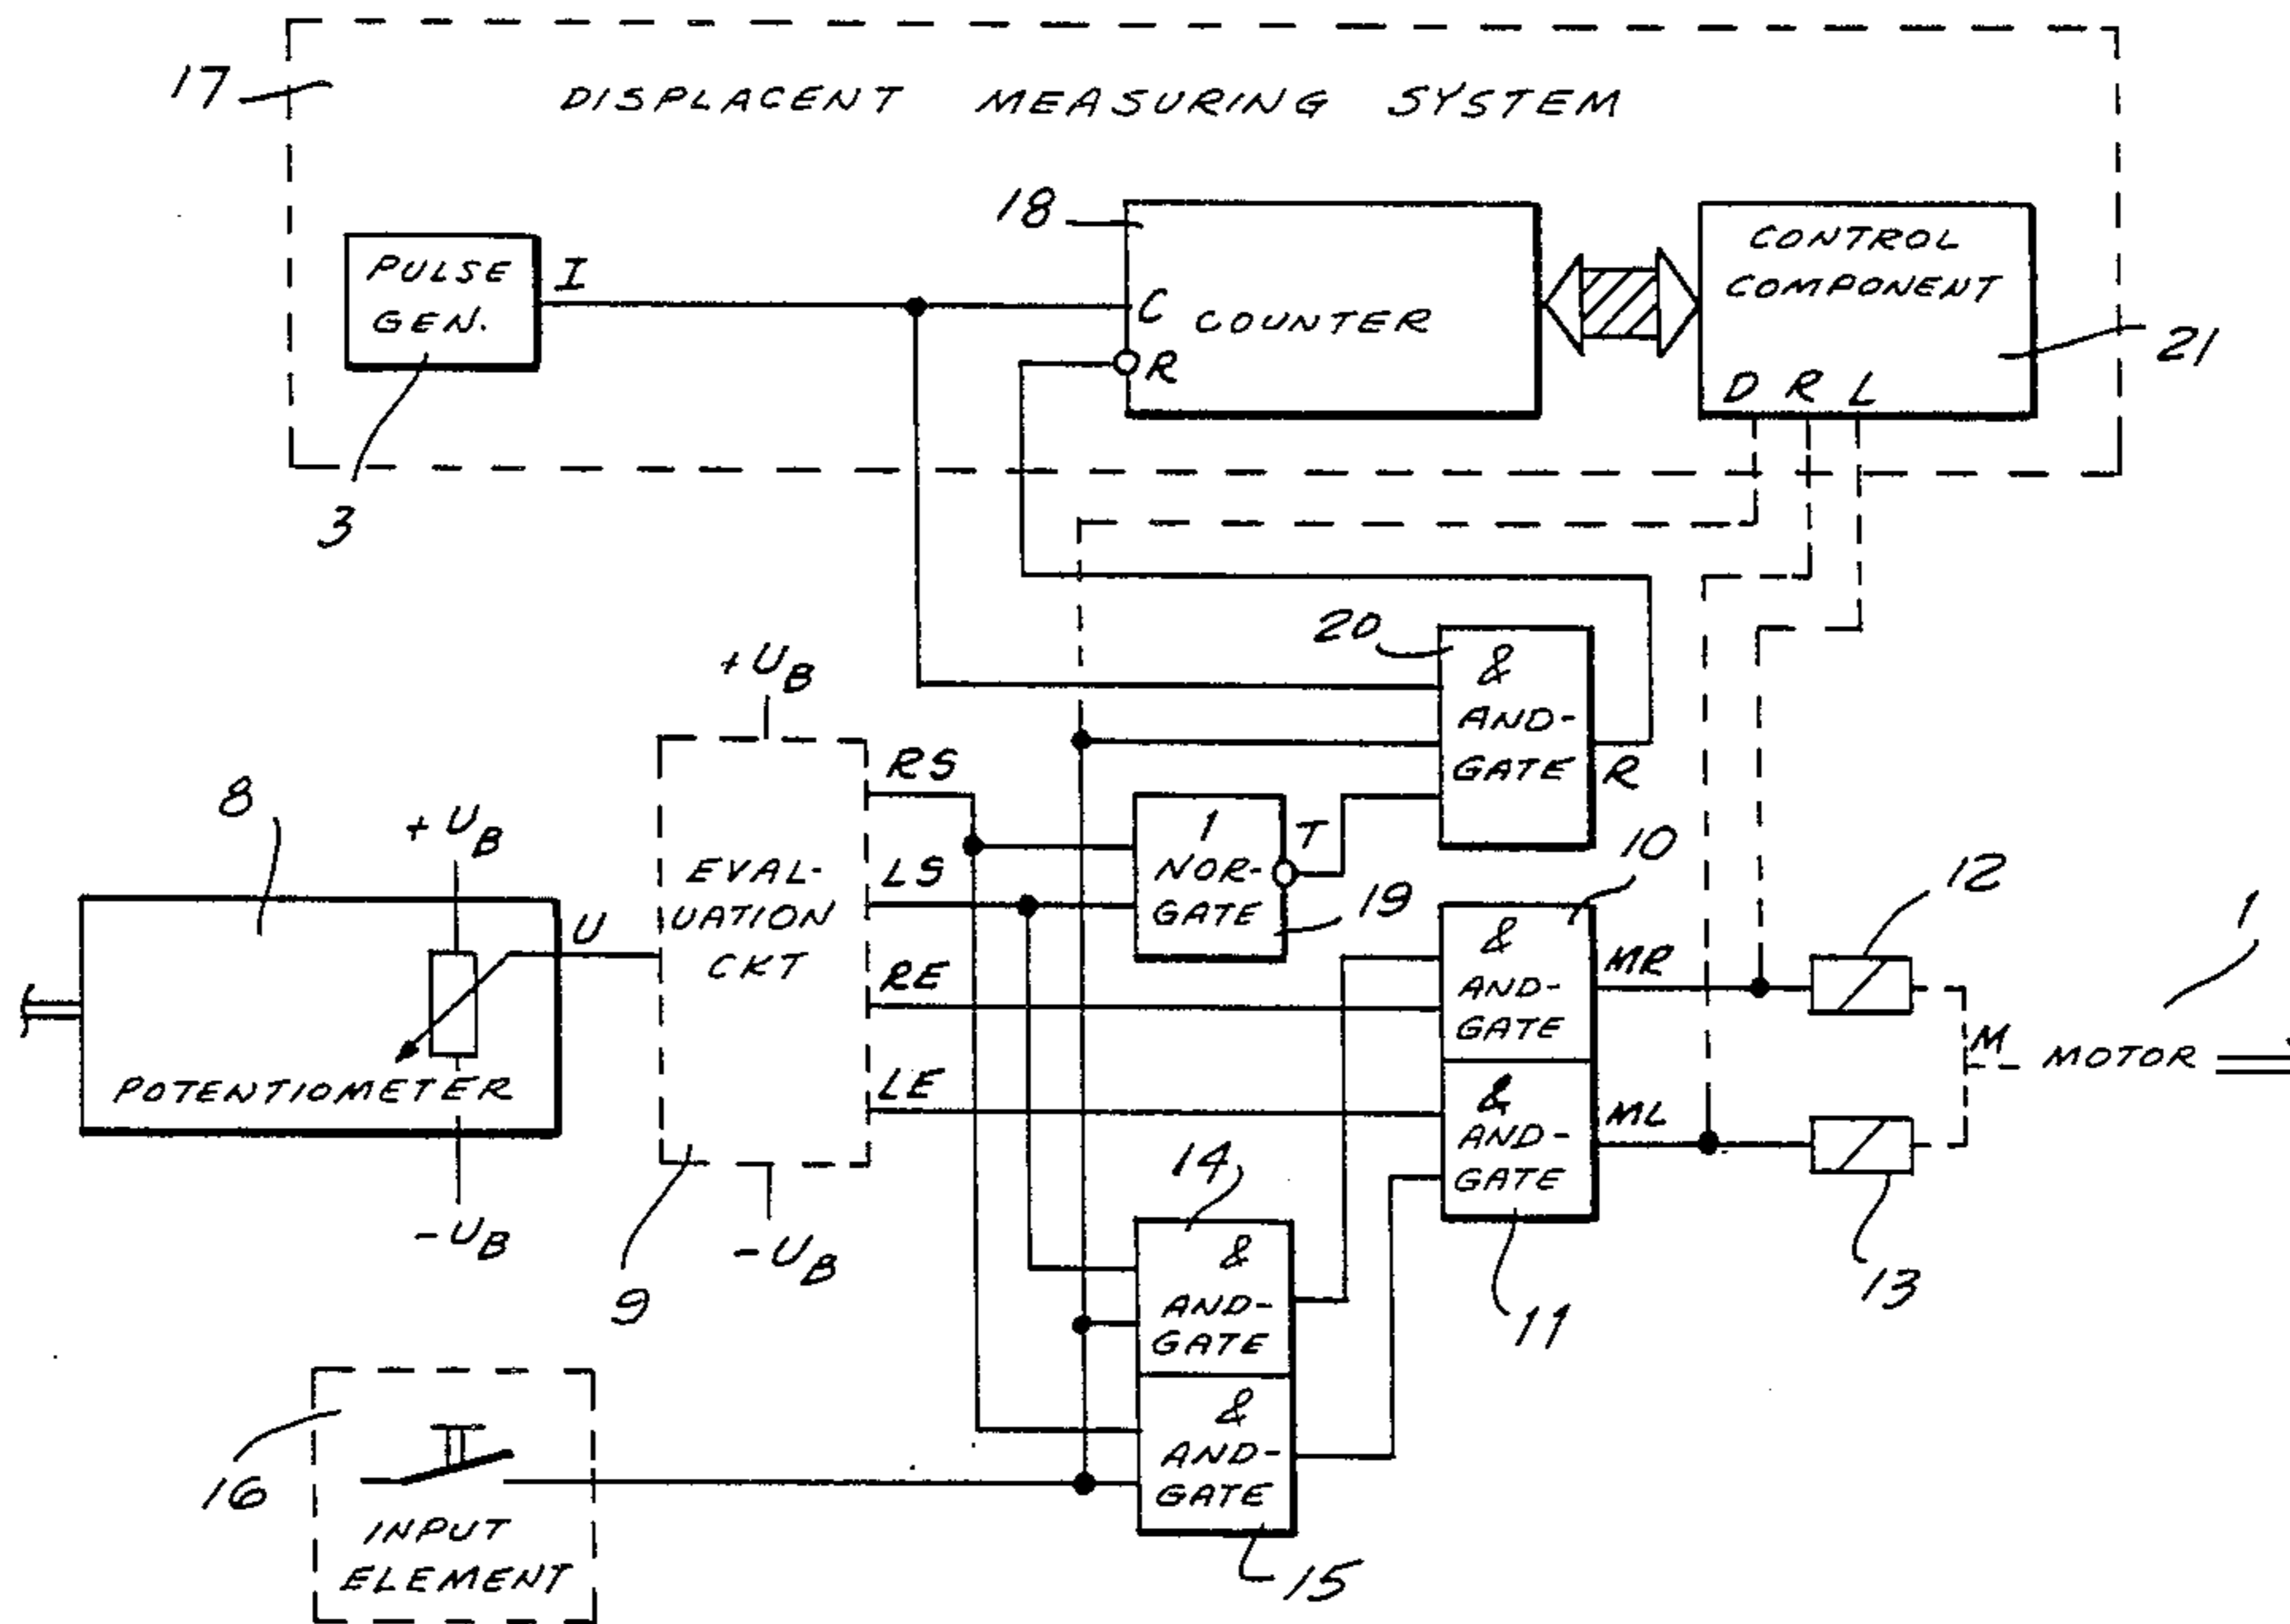 17
DISPLACENT MEASURING SYSTEM
18
PULSE
GEN.
I
C
COUNTER
R
CONTROL
COMPONENT
D R L
21
3
20
&
AND-
GATE
R
+UB
8
+UB
U
POTENTIOMETER
-UB
EVAL-
UATION
CKT
9
-UB
RS
LS
RE
LE
1
NOR-
GATE
T
19
10
&
AND-
GATE
MR
&
AND-
GATE
ML
11
12
13
M
MOTOR
1
14
&
AND-
GATE
&
AND-
GATE
15
16
INPUT
ELEMENT